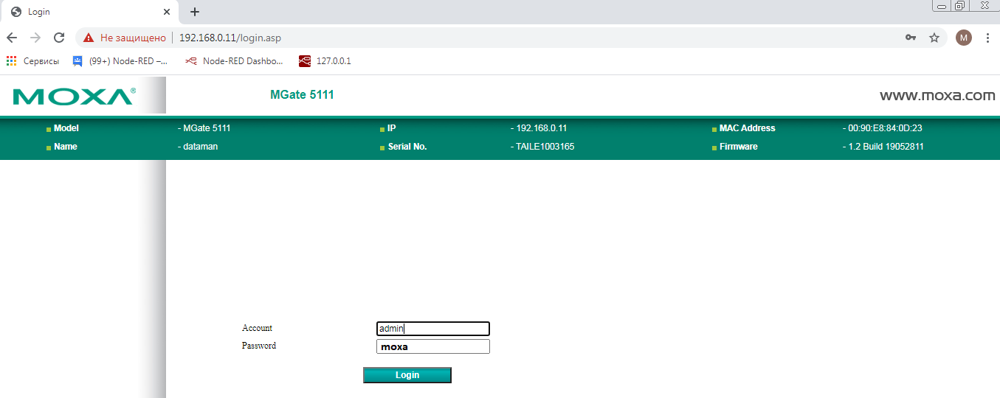 Login
Не защищено 192.168.0.11/login.asp
M
Сервисы (99+) Node-RED –... Node-RED Dashbo... 127.0.0.1
MOXA® MGate 5111 www.moxa.com
Model - MGate 5111 IP - 192.168.0.11 MAC Address - 00:90:E8:84:0D:23
Name - dataman Serial No. - TAILE1003165 Firmware - 1.2 Build 19052811
Account admin
Password moxa
Login